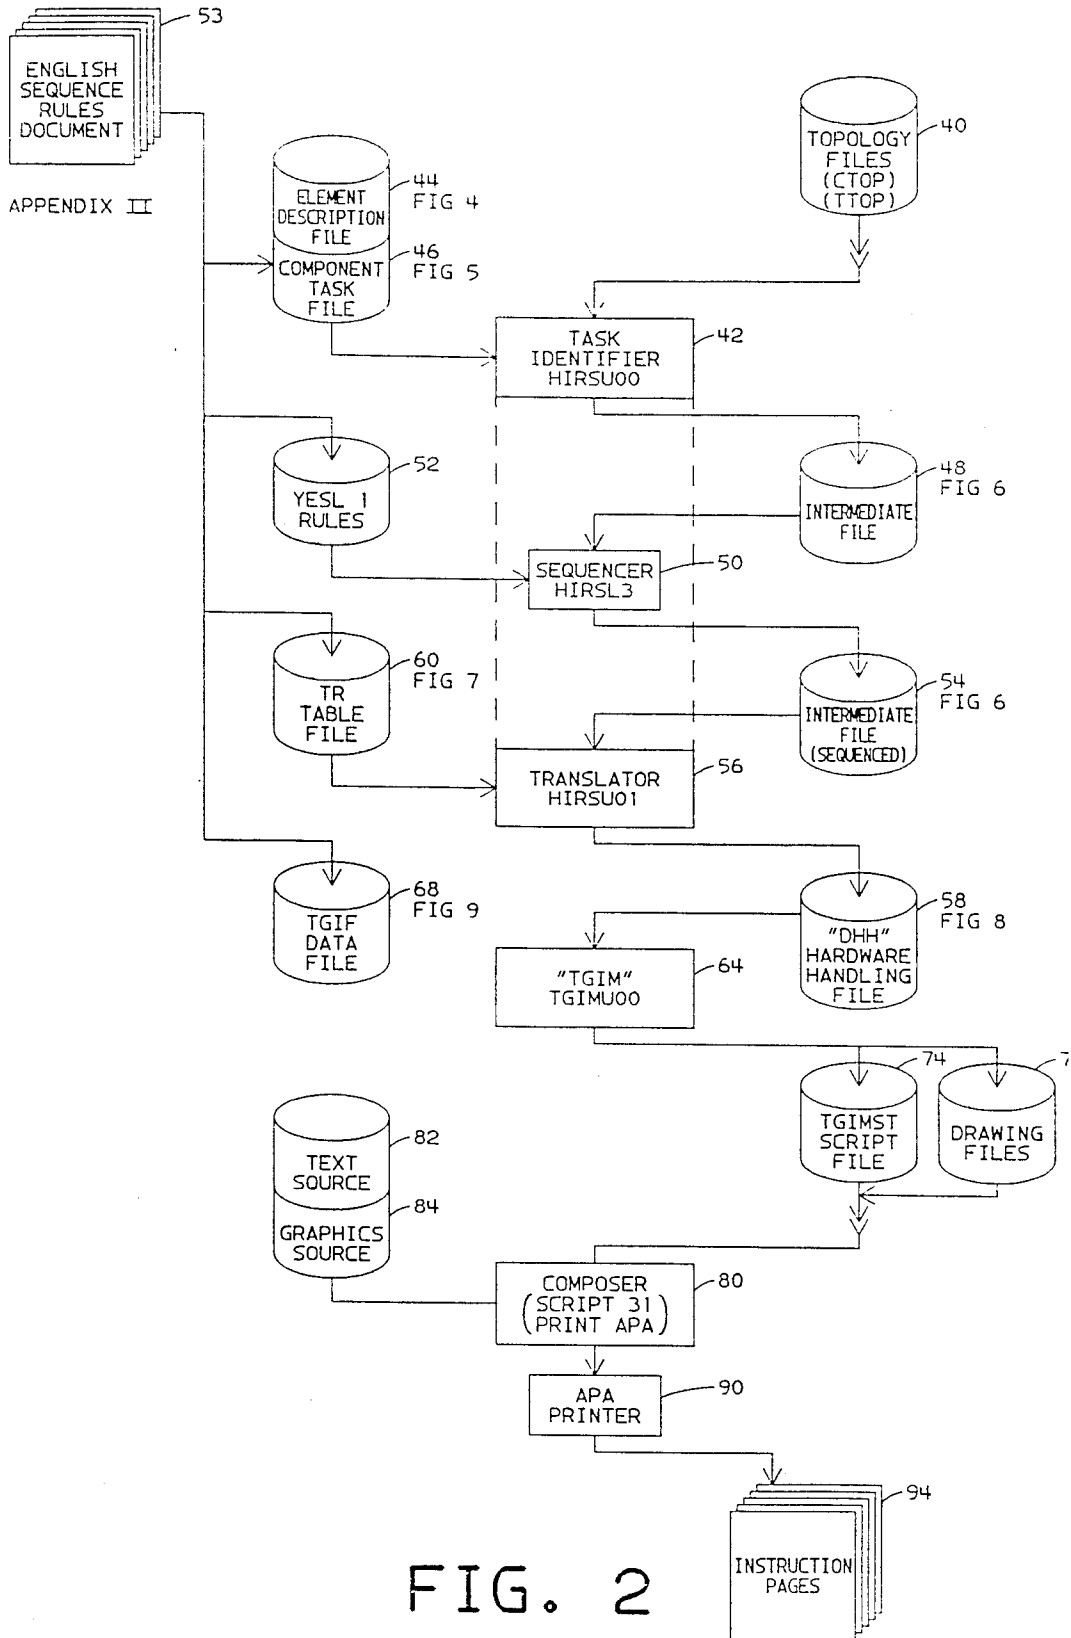 53
ENGLISH
SEQUENCE
RULES
DOCUMENT
APPENDIX II
TOPOLOGY
FILES
(CTOP)
(TTOP)
40
ELEMENT
DESCRIPTION
FILE
44
FIG 4
COMPONENT
TASK
FILE
46
FIG 5
TASK
IDENTIFIER
HIRSU00
42
YESL 1
RULES
52
INTERMEDIATE
FILE
48
FIG 6
SEQUENCER
HIRSL3
50
TR
TABLE
FILE
60
FIG 7
INTERMEDIATE
FILE
(SEQUENCED)
54
FIG 6
TRANSLATOR
HIRSU01
56
TGIF
DATA
FILE
68
FIG 9
"DHH"
HARDWARE
HANDLING
FILE
58
FIG 8
"TGIM"
TGIMU00
64
TGIMST
SCRIPT
FILE
74
DRAWING
FILES
7
TEXT
SOURCE
82
GRAPHICS
SOURCE
84
COMPOSER
(SCRIPT 31
PRINT APA)
80
APA
PRINTER
90
INSTRUCTION
PAGES
94
FIG. 2